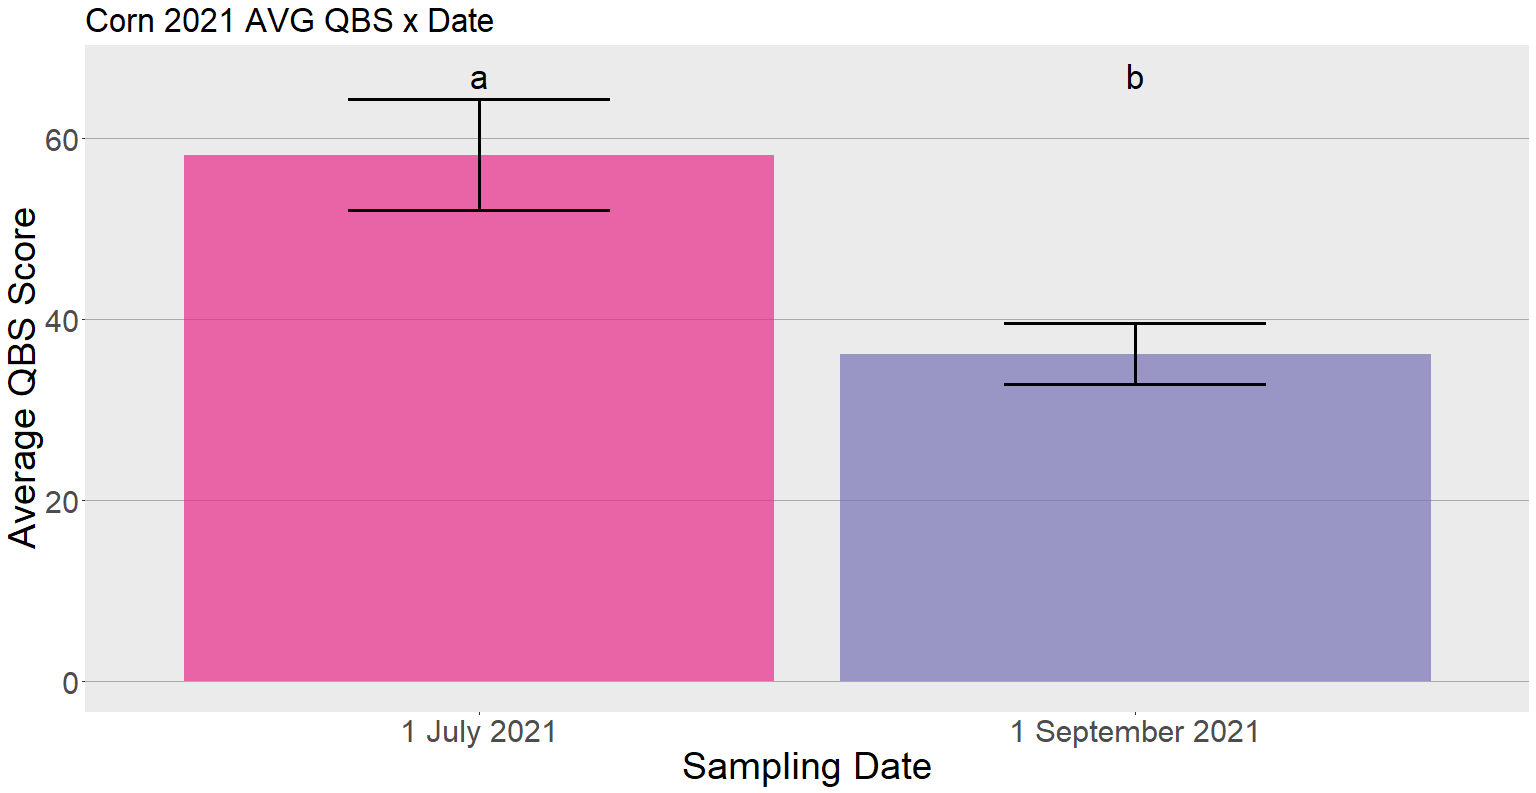 Corn 2021 AVG QBS x Date
a
b
60
40
20
0
Average QBS Score
1 July 2021
1 September 2021
Sampling Date